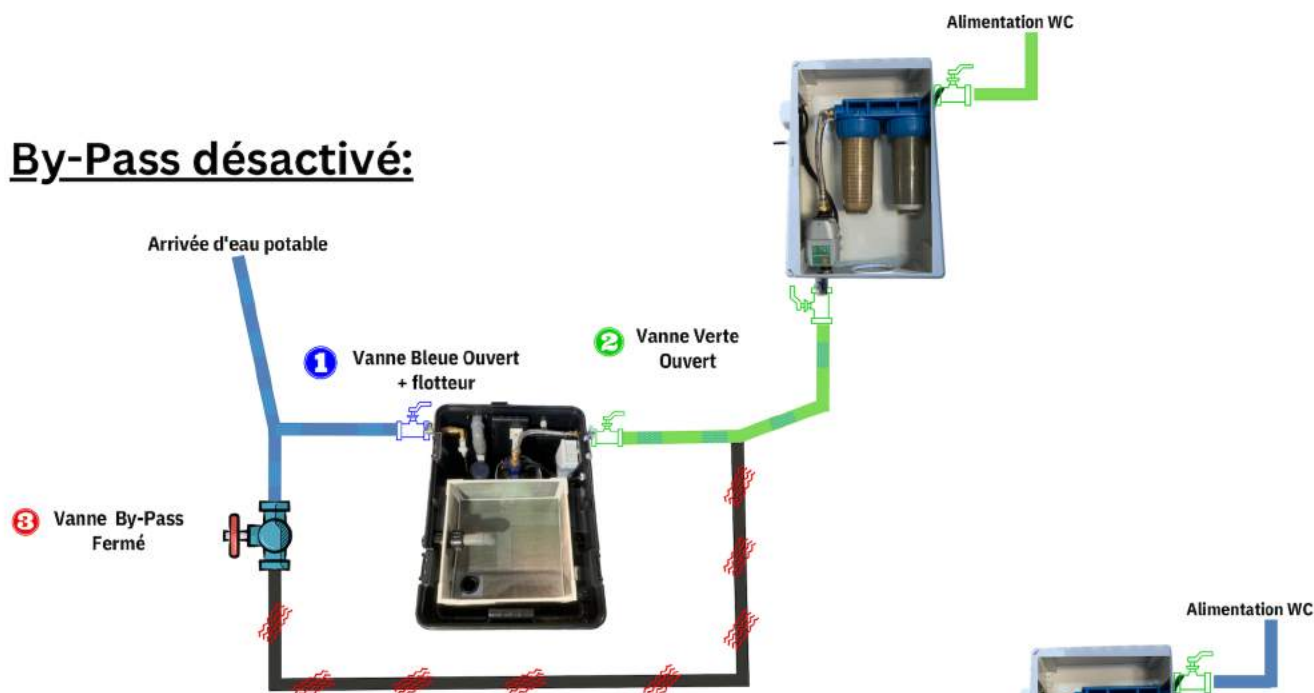 Alimentation WC
By-Pass désactivé:
Arrivée d'eau potable
1
Vanne Bleue Ouvert
+ flotteur
2
Vanne Verte
Ouvert
3
Vanne By-Pass
Fermé
Alimentation WC